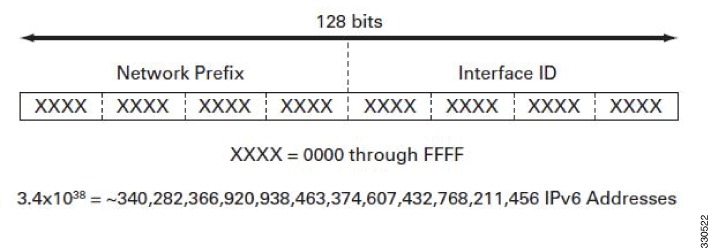 128 bits
Network Prefix Interface ID
XXXX XXXX XXXX XXXX XXXX XXXX XXXX XXXX
XXXX = 0000 through FFFF
3.4x10³⁸ = ~340,282,366,920,938,463,374,607,432,768,211,456 IPv6 Addresses
330522